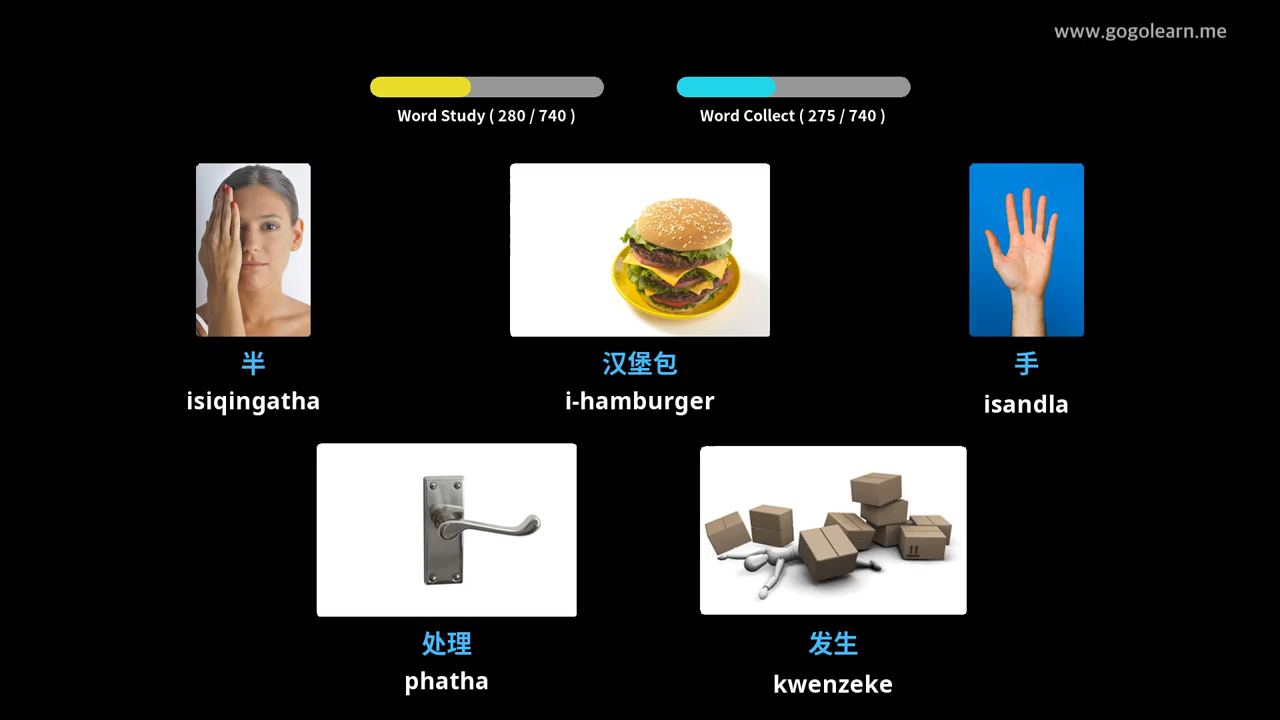 www.gogolearn.me
Word Study ( 280 / 740 )
Word Collect ( 275 / 740 )
半
isiqingatha
汉堡包
i-hamburger
手
isandla
处理
phatha
发生
kwenzeke